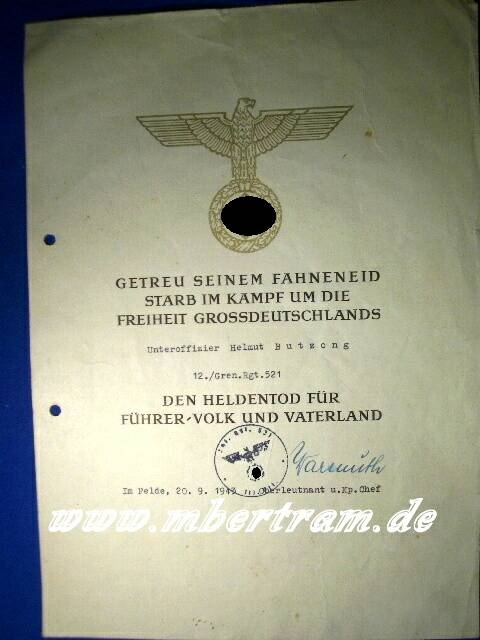 GETREU SEINEM FAHNENEID
STARB IM KAMPF UM DIE
FREIHEIT GROSSDEUTSCHLANDS
Unteroffizier Helmut Butzong
12./Gren.Rgt.521
DEN HELDENTOD FÜR
FÜHRER-VOLK UND VATERLAND
Im Felde, 20. 9. Oberleutnant u.Kp.Chef
www.mbertram.de